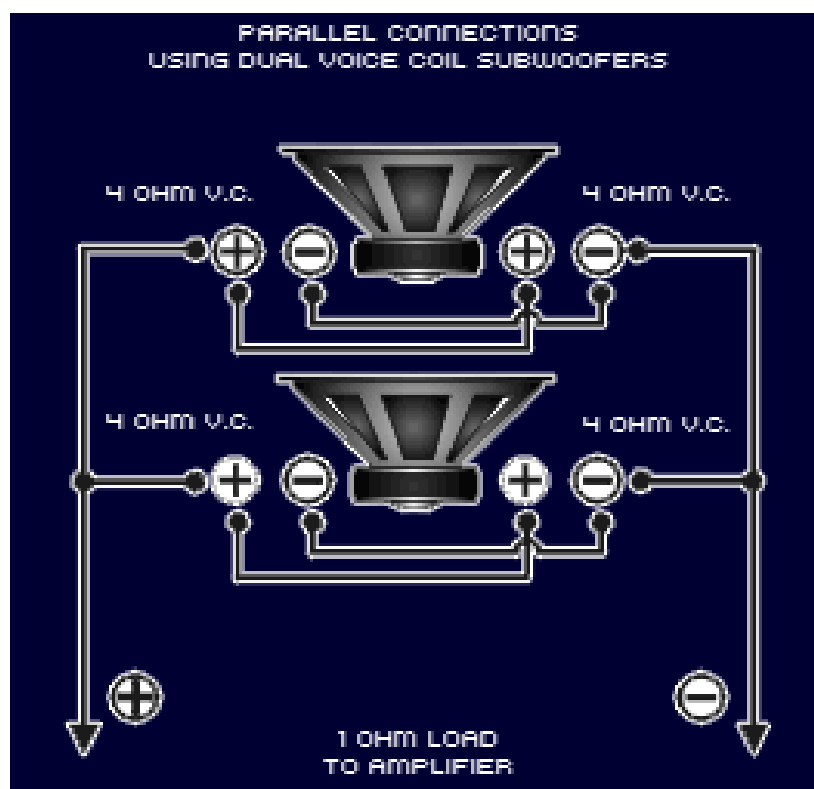 PARALLEL CONNECTIONS
USING DUAL VOICE COIL SUBWOOFERS
4 OHM V.C. 4 OHM V.C.
+ - + -
4 OHM V.C. 4 OHM V.C.
+ - + -
+ -
1 OHM LOAD
TO AMPLIFIER